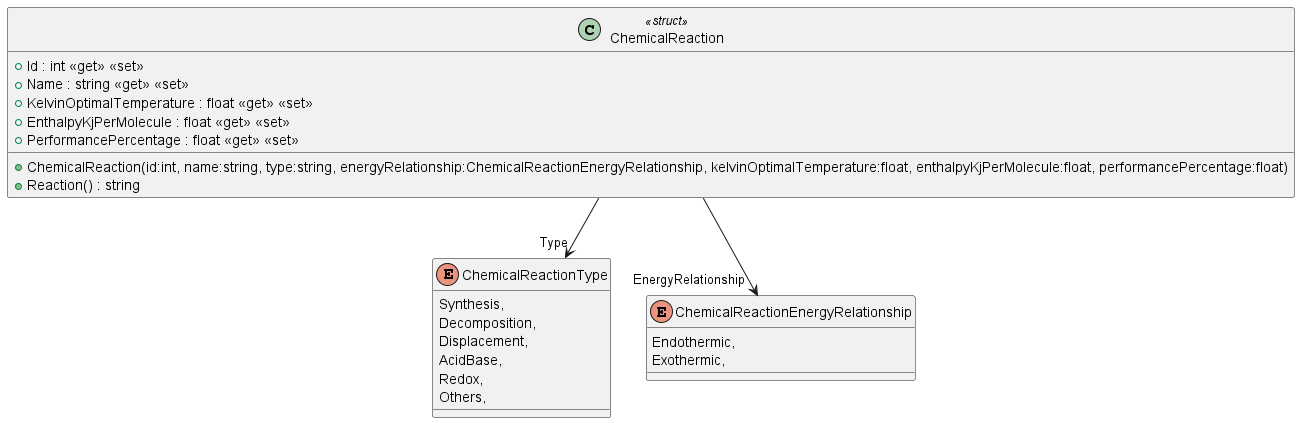 «struct»
C ChemicalReaction
Id : int «get» «set»
Name : string «get» «set»
KelvinOptimalTemperature : float «get» «set»
EnthalpyKjPerMolecule : float «get» «set»
PerformancePercentage : float «get» «set»
ChemicalReaction(id:int, name:string, type:string, energyRelationship:ChemicalReactionEnergyRelationship, kelvinOptimalTemperature:float, enthalpyKjPerMolecule:float, performancePercentage:float)
Reaction() : string
Type
E ChemicalReactionType
Synthesis,
Decomposition,
Displacement,
AcidBase,
Redox,
Others,
EnergyRelationship
E ChemicalReactionEnergyRelationship
Endothermic,
Exothermic,